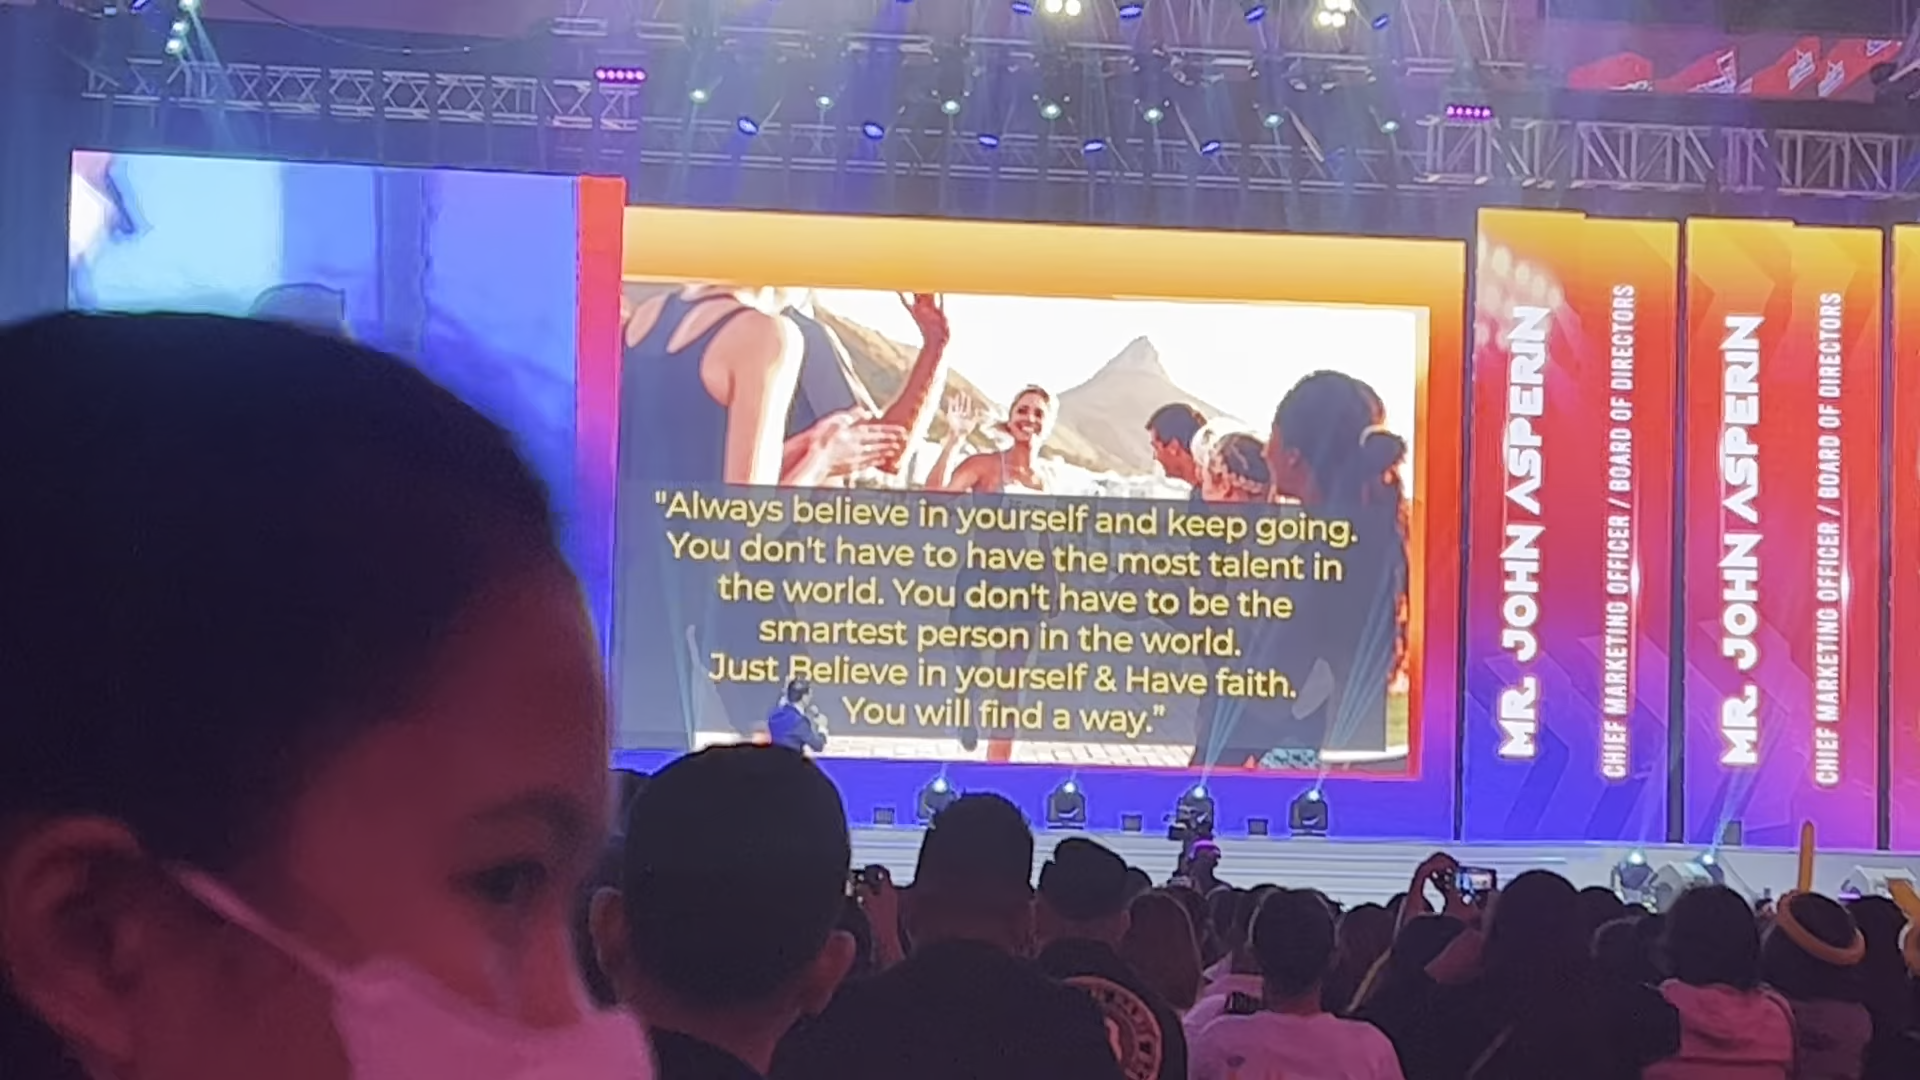 "Always believe in yourself and keep going.
You don't have to have the most talent in
the world. You don't have to be the
smartest person in the world.
Just Believe in yourself & Have faith.
You will find a way."
MR. JOHN ASPERIN
CHIEF MARKETING OFFICER / BOARD OF DIRECTORS
MR. JOHN ASPERIN
CHIEF MARKETING OFFICER / BOARD OF DIRECTORS